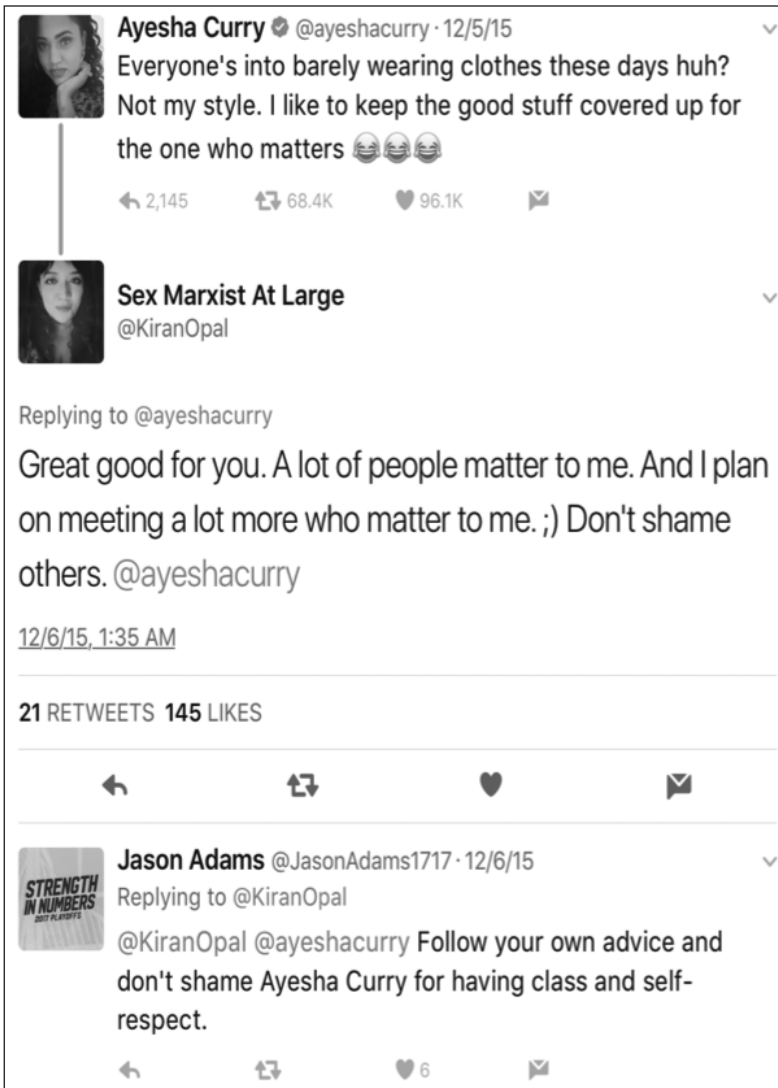 Ayesha Curry @ayeshacurry · 12/5/15
Everyone's into barely wearing clothes these days huh?
Not my style. I like to keep the good stuff covered up for
the one who matters 😂😂😂
2,145 68.4K 96.1K
Sex Marxist At Large
@KiranOpal
Replying to @ayeshacurry
Great good for you. A lot of people matter to me. And I plan
on meeting a lot more who matter to me. ;) Don't shame
others. @ayeshacurry
12/6/15, 1:35 AM
21 RETWEETS 145 LIKES
STRENGTH
IN NUMBERS
2017 PLAYOFFS
Jason Adams @JasonAdams1717 · 12/6/15
Replying to @KiranOpal
@KiranOpal @ayeshacurry Follow your own advice and
don't shame Ayesha Curry for having class and self-
respect.
6